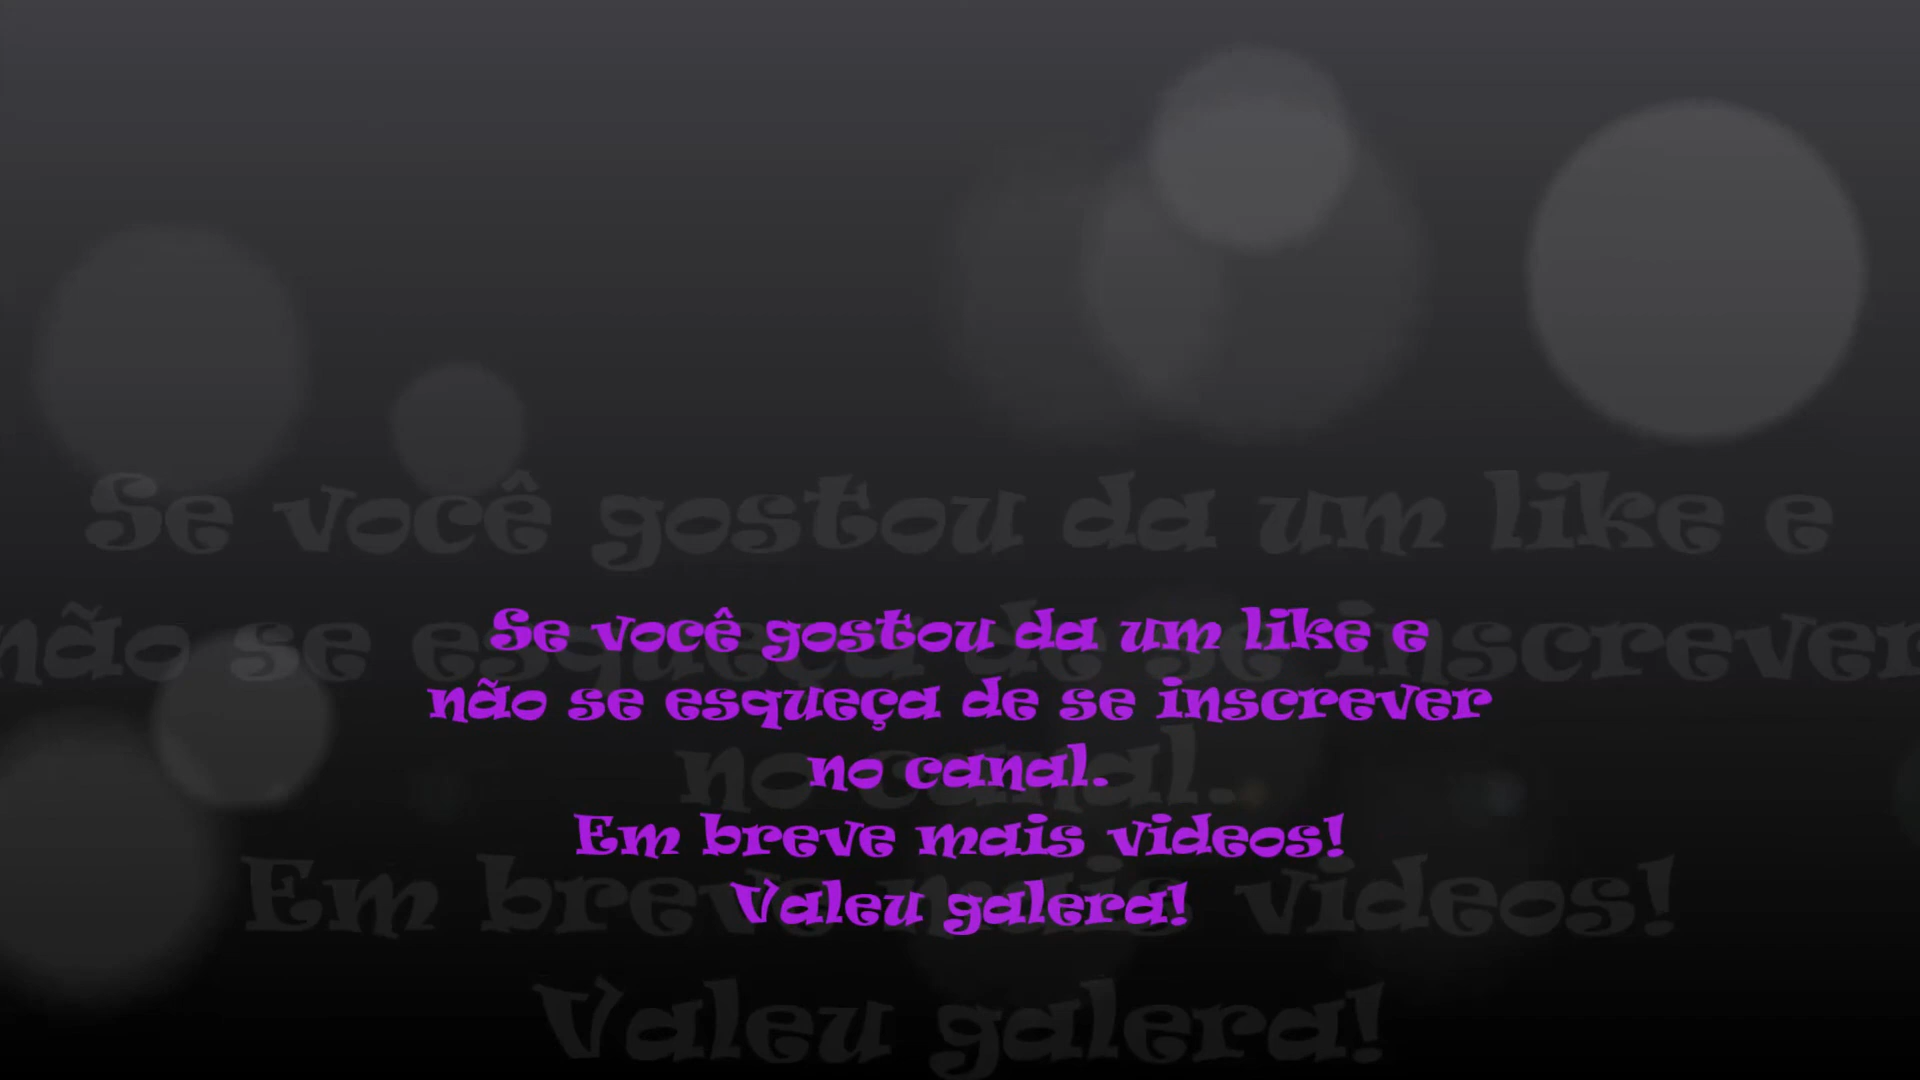 Se você gostou da um like e
não se esqueça de se inscrever
no canal.
Em breve mais videos!
Valeu galera!